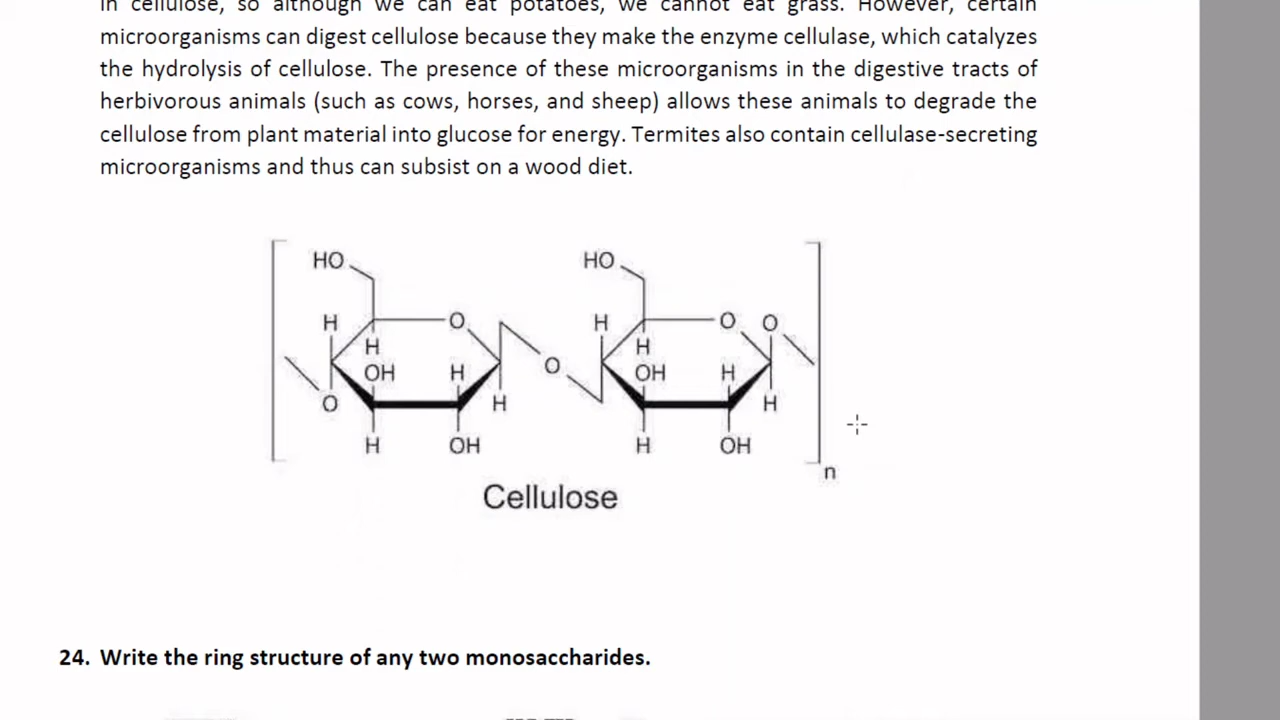 in cellulose, so although we can eat potatoes, we cannot eat grass. However, certain
microorganisms can digest cellulose because they make the enzyme cellulase, which catalyzes
the hydrolysis of cellulose. The presence of these microorganisms in the digestive tracts of
herbivorous animals (such as cows, horses, and sheep) allows these animals to degrade the
cellulose from plant material into glucose for energy. Termites also contain cellulase-secreting
microorganisms and thus can subsist on a wood diet.
HO HO
H O H O O
H H
OH H O OH H
O H H
H OH H OH
n
Cellulose
24. Write the ring structure of any two monosaccharides.